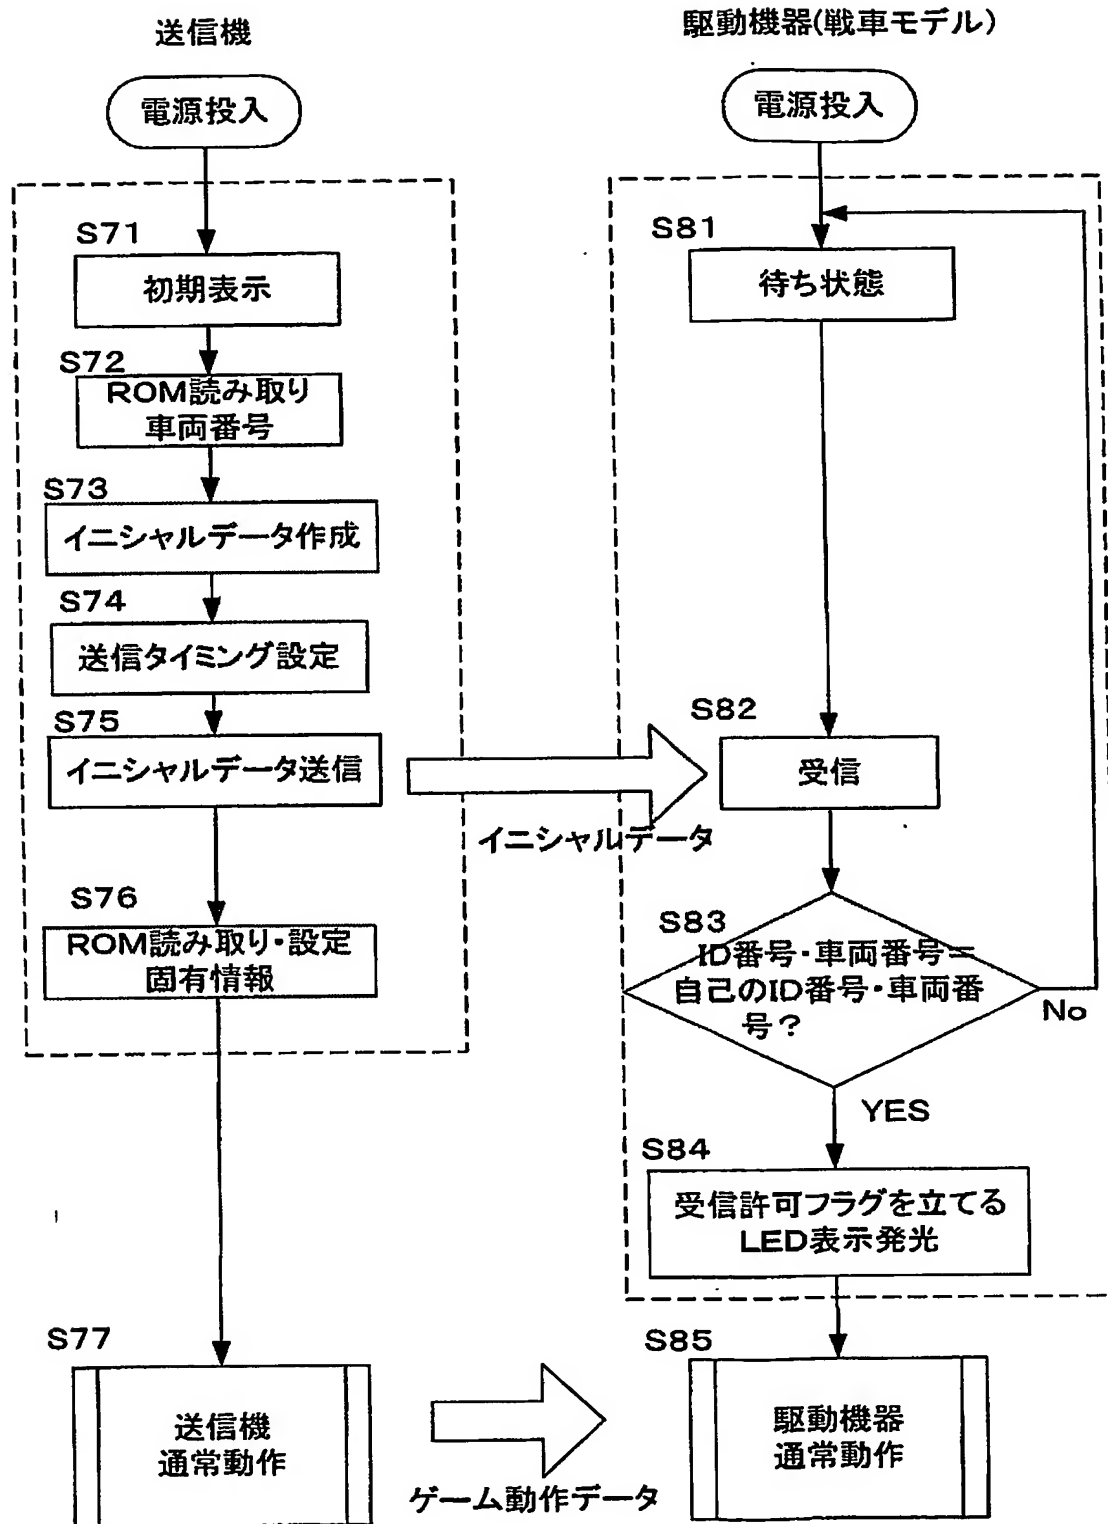 送信機
電源投入
S71
初期表示
S72
ROM読み取り
車両番号
S73
イニシャルデータ作成
S74
送信タイミング設定
S75
イニシャルデータ送信
イニシャルデータ
S76
ROM読み取り・設定
固有情報
S77
送信機
通常動作
ゲーム動作データ
駆動機器(戦車モデル)
電源投入
S81
待ち状態
S82
受信
S83
ID番号・車両番号＝
自己のID番号・車両番
号？
No
YES
S84
受信許可フラグを立てる
LED表示発光
S85
駆動機器
通常動作